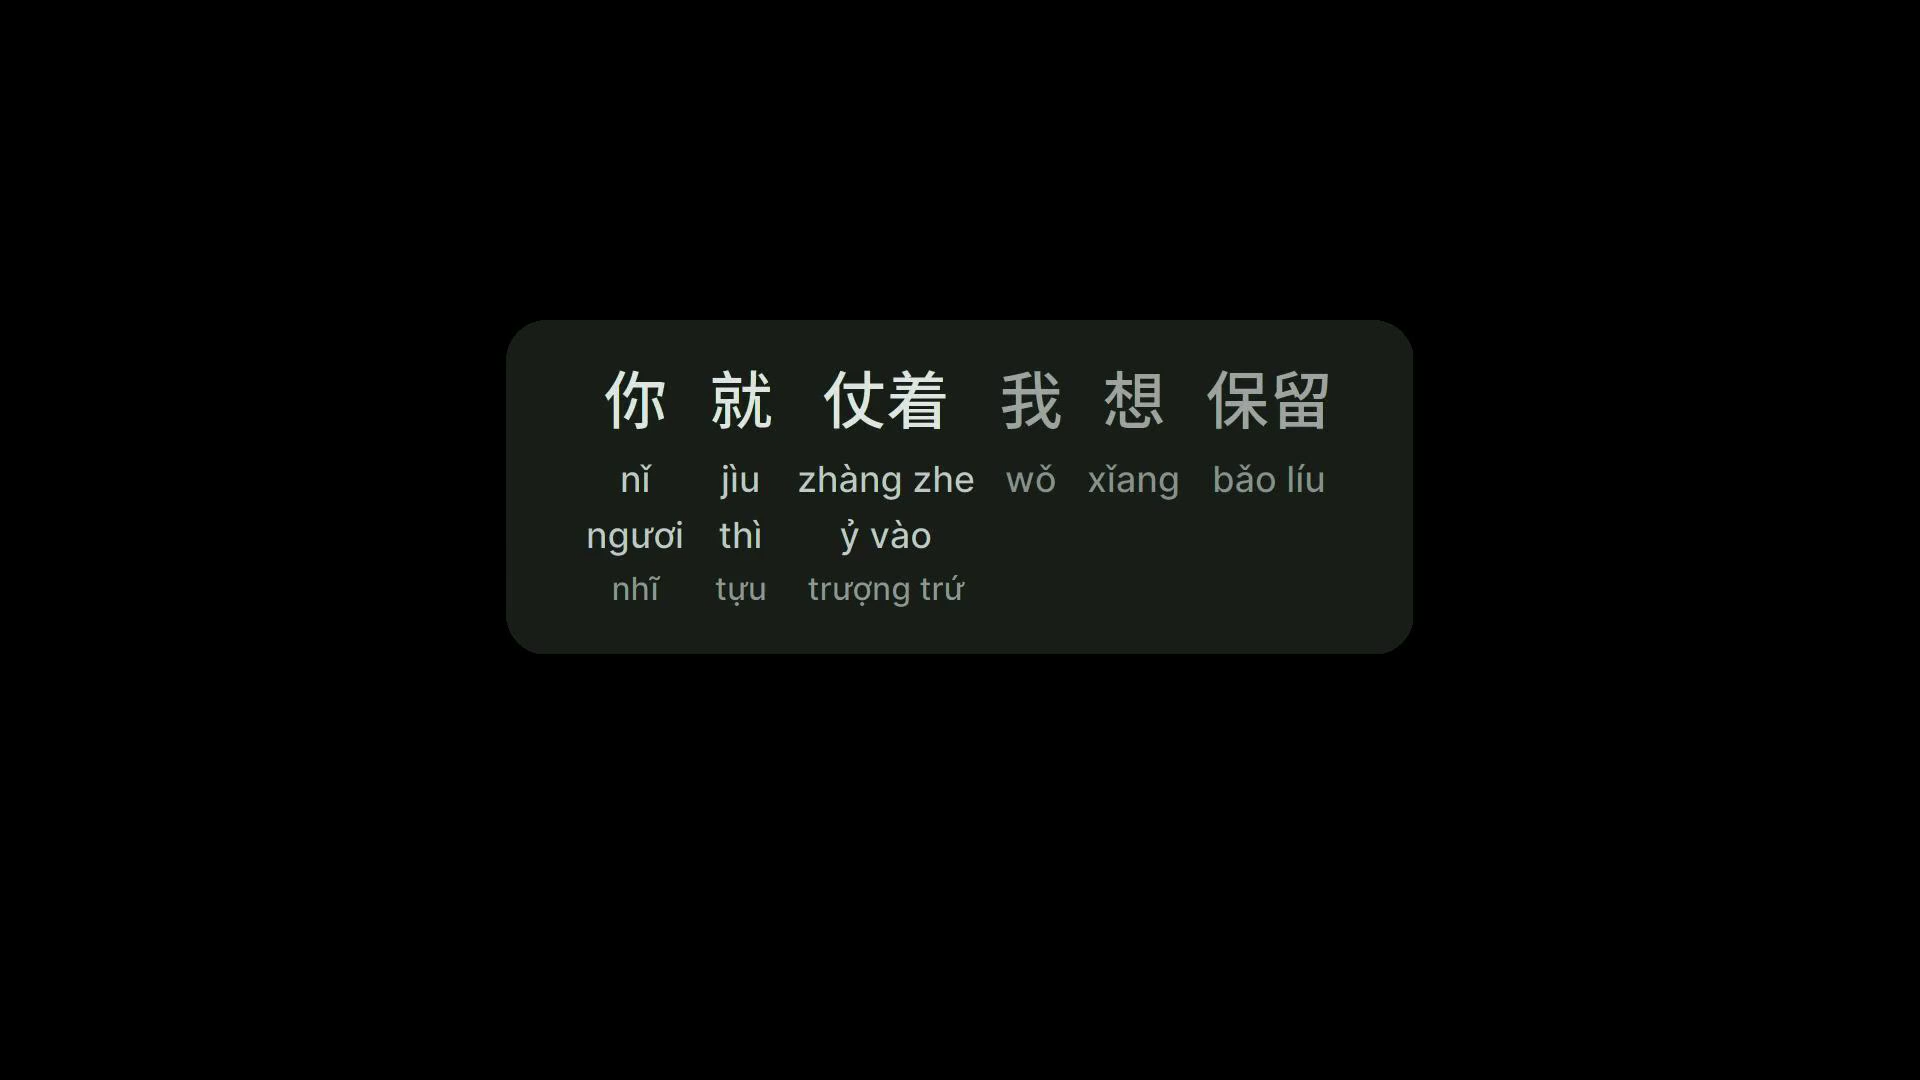 你 就 仗着 我 想 保留
nǐ jìu zhàng zhe wǒ xǐang bǎo líu
ngươi thì ỷ vào
nhĩ tựu trượng trứ